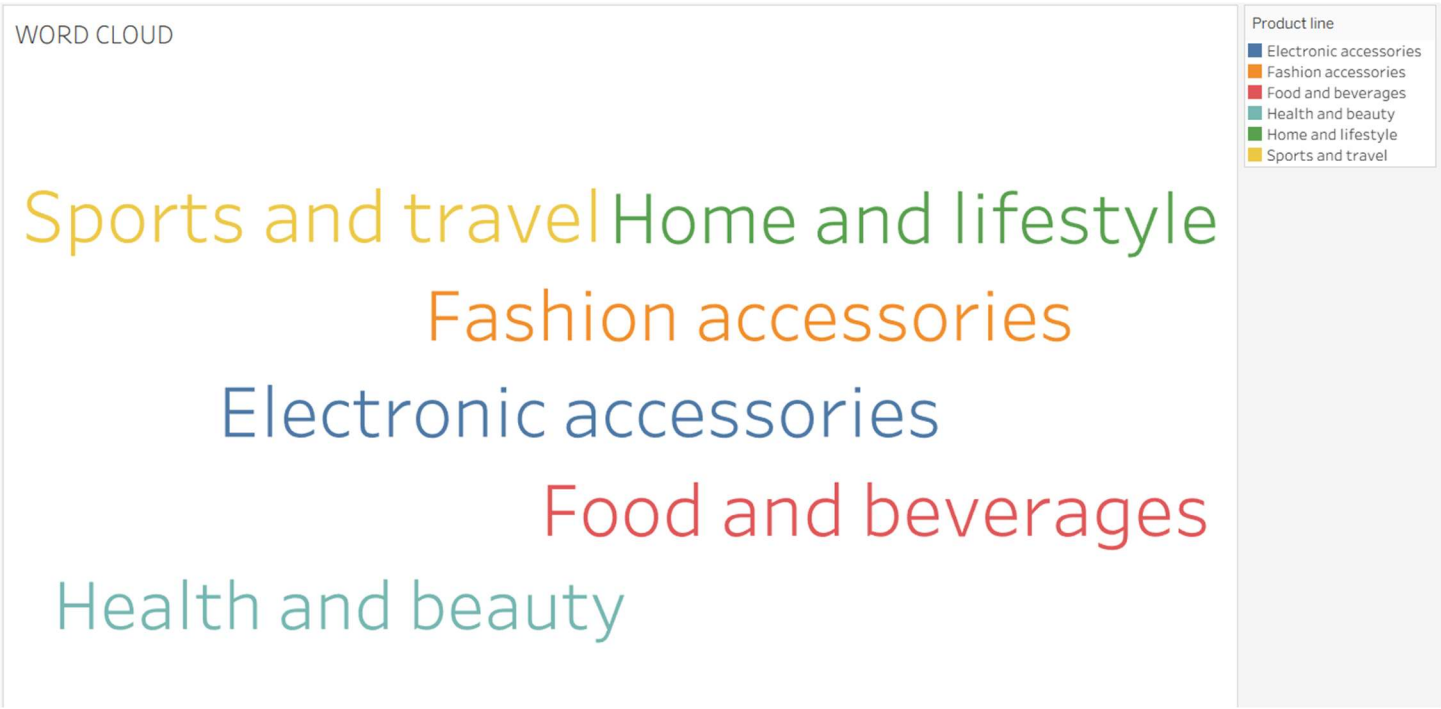 WORD CLOUD
Sports and travel Home and lifestyle
Fashion accessories
Electronic accessories
Food and beverages
Health and beauty
Product line
Electronic accessories
Fashion accessories
Food and beverages
Health and beauty
Home and lifestyle
Sports and travel